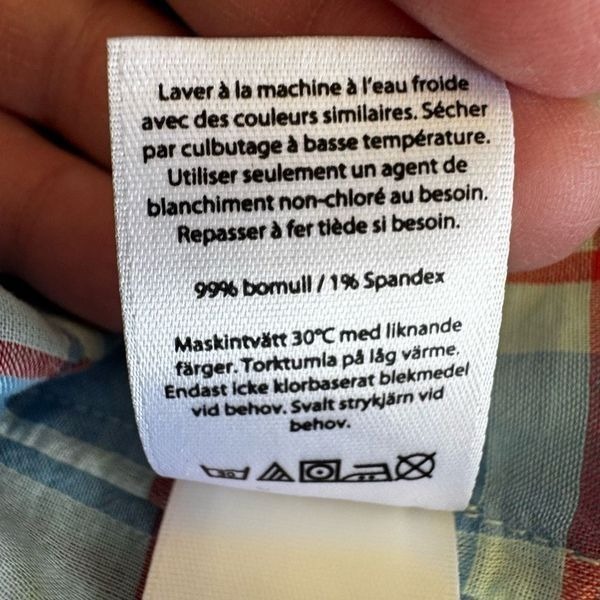 Laver à la machine à l'eau froide
avec des couleurs similaires. Sécher
par culbutage à basse température.
Utiliser seulement un agent de
blanchiment non-chloré au besoin.
Repasser à fer tiède si besoin.
99% bomull / 1% Spandex
Maskintvätt 30°C med liknande
färger. Torktumla på låg värme.
Endast icke klorbaserat blekmedel
vid behov. Svalt strykjärn vid
behov.